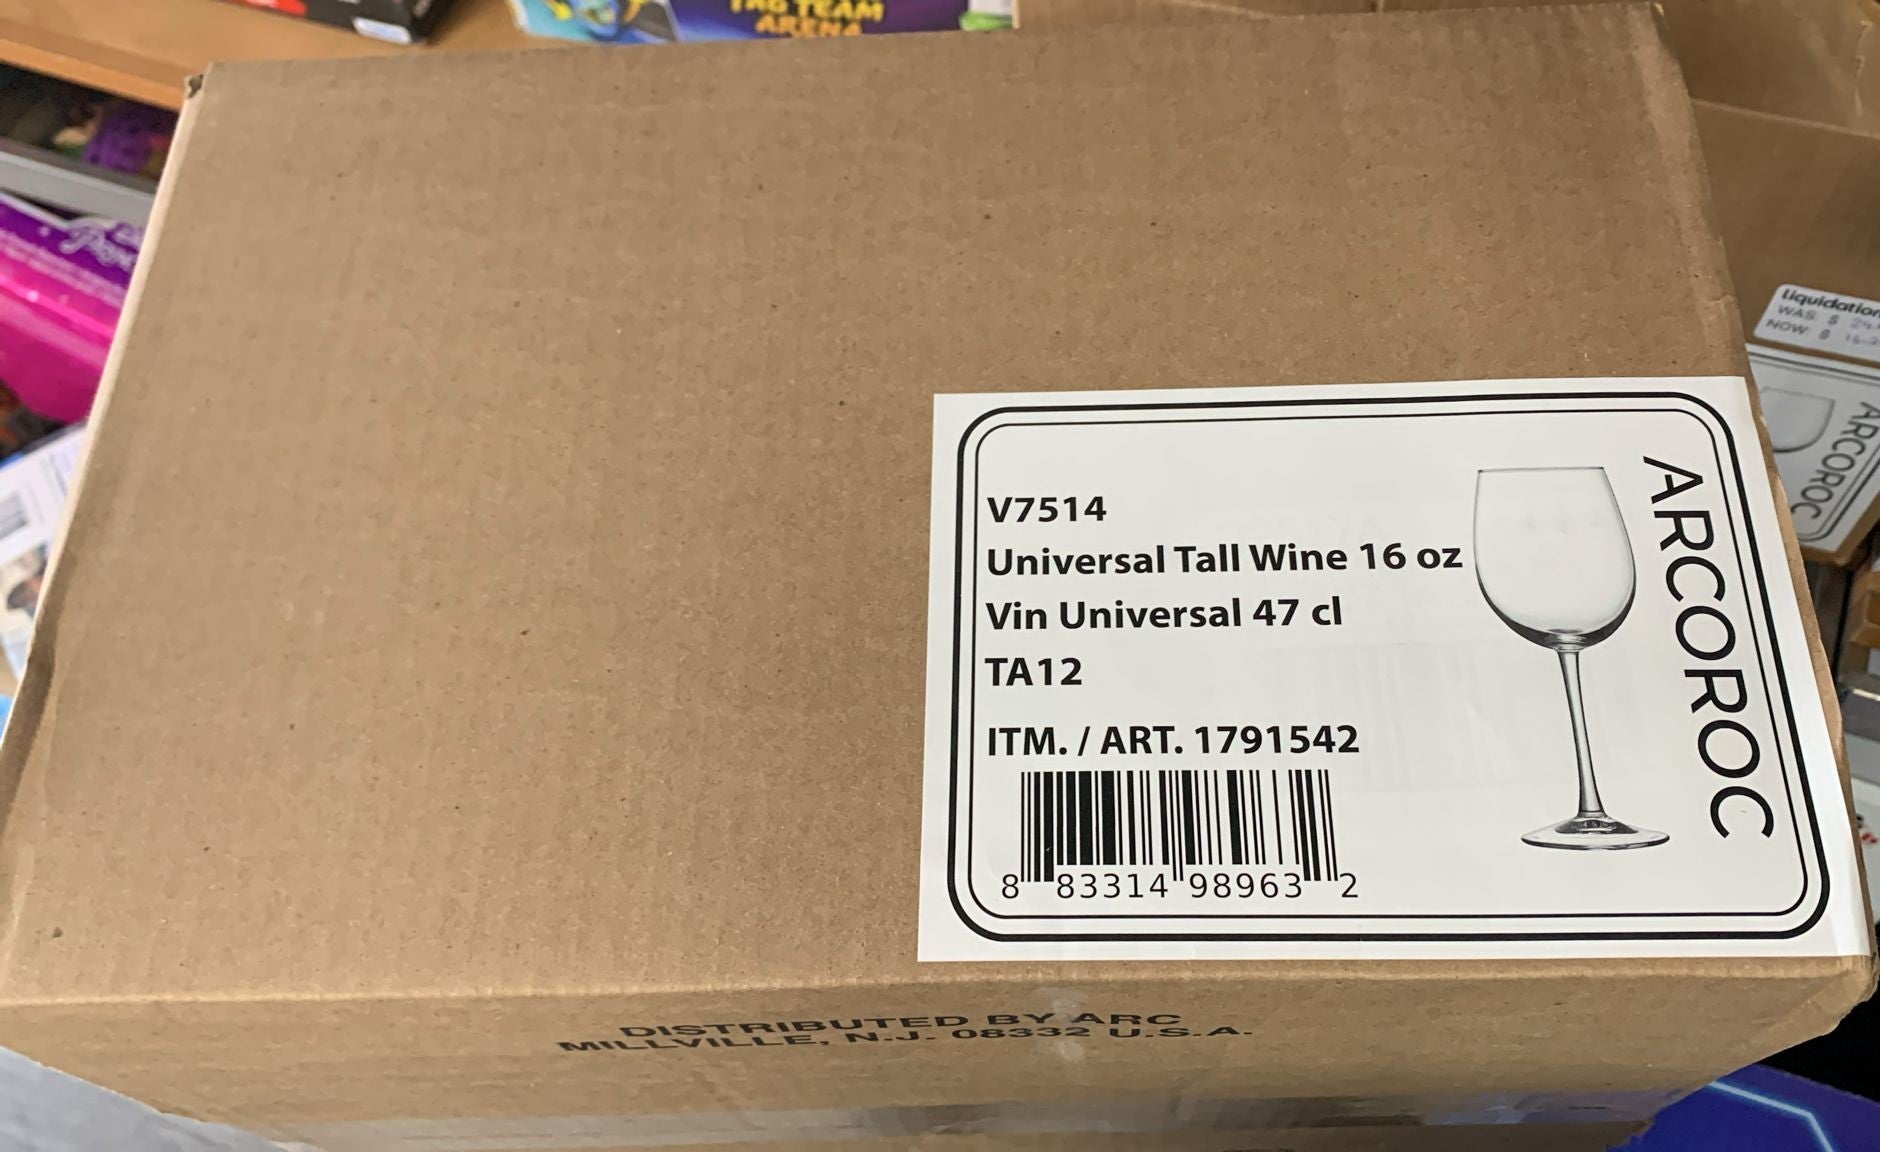 TAG TEAM
ARENA
liquidation
WAS: $
NOW $
ARCOROC
V7514
Universal Tall Wine 16 oz
Vin Universal 47 cl
TA12
ITM. / ART. 1791542
8 83314 98963 2
ARCOROC
DISTRIBUTED BY ARC
MILLVILLE, N.J. 08332 U.S.A.